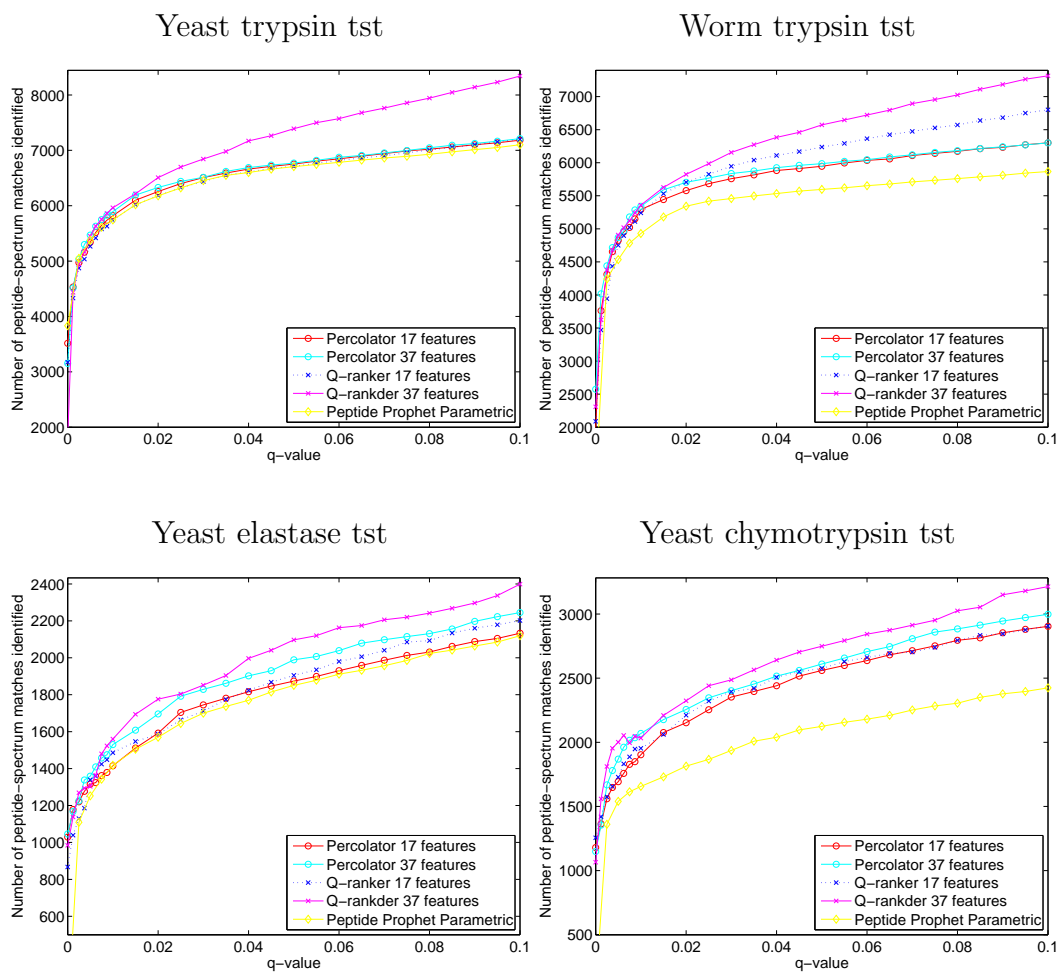 Yeast trypsin tst
Number of peptide−spectrum matches identified
8000
7000
6000
5000
4000
3000
2000
Percolator 17 features
Percolator 37 features
Q−ranker 17 features
Q−rankder 37 features
Peptide Prophet Parametric
0 0.02 0.04 0.06 0.08 0.1
q−value
Worm trypsin tst
Number of peptide−spectrum matches identified
7000
6500
6000
5500
5000
4500
4000
3500
3000
2500
2000
Percolator 17 features
Percolator 37 features
Q−ranker 17 features
Q−rankder 37 features
Peptide Prophet Parametric
0 0.02 0.04 0.06 0.08 0.1
q−value
Yeast elastase tst
Number of peptide−spectrum matches identified
2400
2200
2000
1800
1600
1400
1200
1000
800
600
Percolator 17 features
Percolator 37 features
Q−ranker 17 features
Q−rankder 37 features
Peptide Prophet Parametric
0 0.02 0.04 0.06 0.08 0.1
q−value
Yeast chymotrypsin tst
Number of peptide−spectrum matches identified
3000
2500
2000
1500
1000
500
Percolator 17 features
Percolator 37 features
Q−ranker 17 features
Q−rankder 37 features
Peptide Prophet Parametric
0 0.02 0.04 0.06 0.08 0.1
q−value